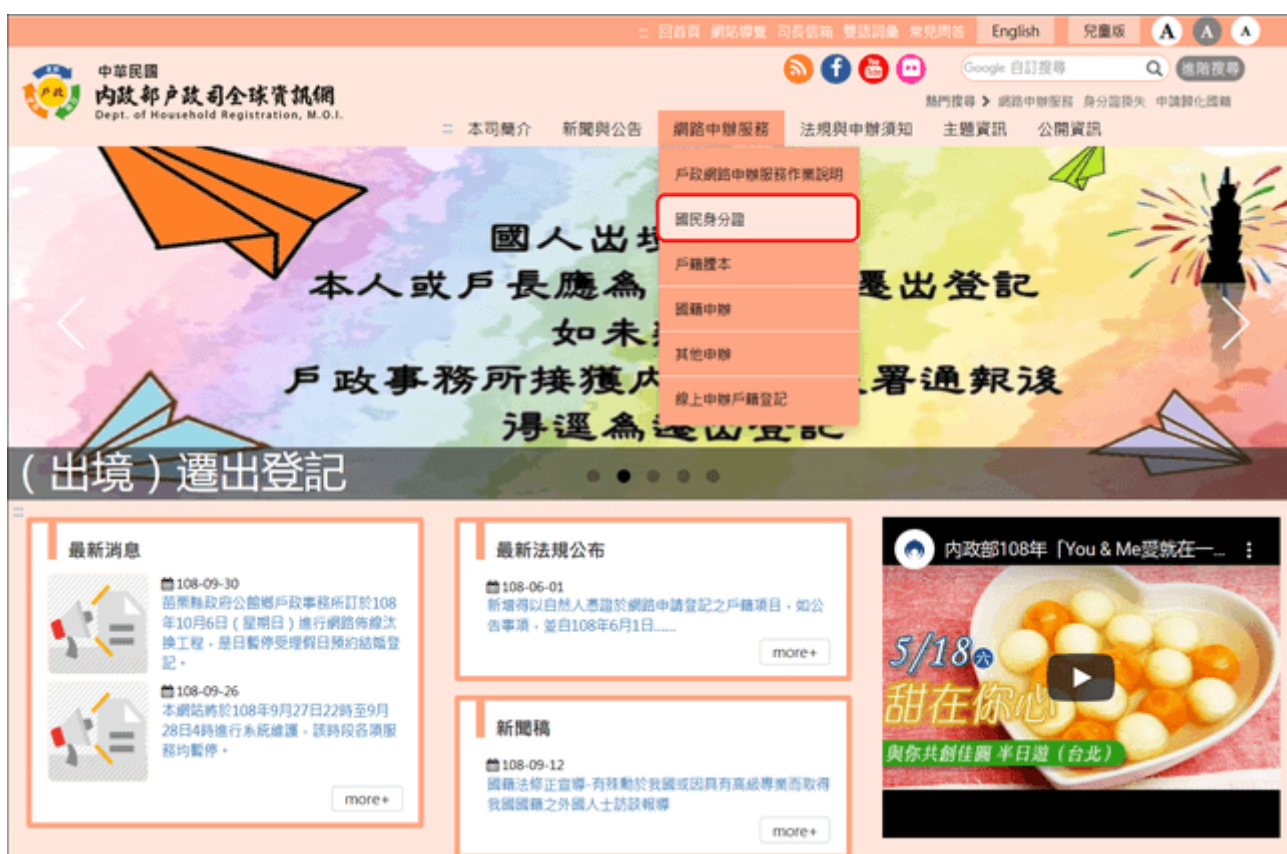 :: 回首頁 網站導覽 司長信箱 雙語詞彙 常見問答 English 兒童版 A A A
中華民國
內政部戶政司全球資訊網
Dept. of Household Registration, M.O.I.
戶政
Google 自訂搜尋 進階搜尋
熱門搜尋 網路申辦服務 身分證掛失 申請歸化國籍
:: 本司簡介 新聞與公告 網路申辦服務 法規與申辦須知 主題資訊 公開資訊
戶政網路申辦服務作業說明
國民身分證
戶籍謄本
國籍申辦
其他申辦
線上申辦戶籍登記
國人出境
本人或戶長應為 遷出登記
如未
戶政事務所接獲內 署通報後
得逕為遷出登記
(出境)遷出登記
最新消息
108-09-30
苗栗縣政府公館鄉戶政事務所訂於108
年10月6日(星期日)進行網路佈線汰
換工程,是日暫停受理假日預約結婚登
記。
108-09-26
本網站將於108年9月27日22時至9月
28日4時進行系統維護,該時段各項服
務均暫停。
more+
最新法規公布
108-06-01
新增得以自然人憑證於網路申請登記之戶籍項目,如公
告事項,並自108年6月1日......
more+
新聞稿
108-09-12
國籍法修正宣導-有殊勳於我國或因具有高級專業而取得
我國國籍之外國人士訪談報導
more+
內政部108年「You & Me愛就在一...
5/18六
甜在你心
與你共創佳圓 半日遊(台北)